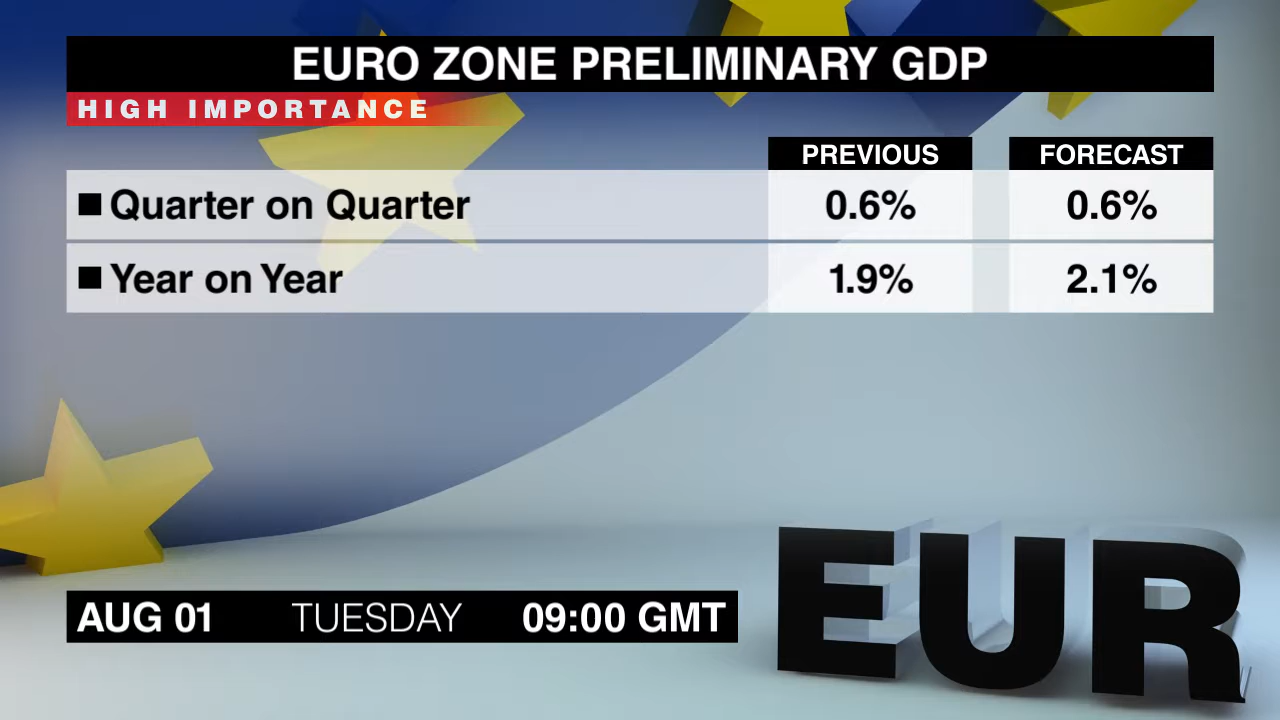 EURO ZONE PRELIMINARY GDP
HIGH IMPORTANCE
PREVIOUS FORECAST
Quarter on Quarter 0.6% 0.6%
Year on Year 1.9% 2.1%
AUG 01 TUESDAY 09:00 GMT
EUR